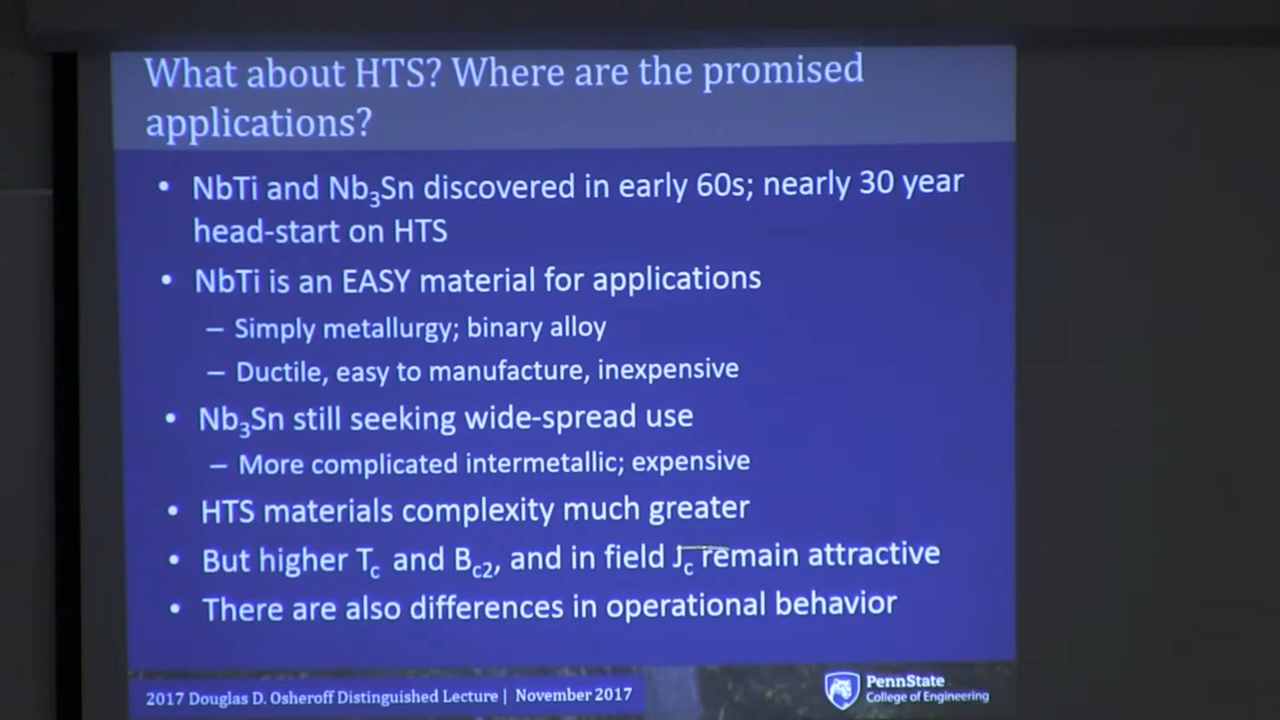 What about HTS? Where are the promised
applications?
• NbTi and Nb₃Sn discovered in early 60s; nearly 30 year
head-start on HTS
• NbTi is an EASY material for applications
– Simply metallurgy; binary alloy
– Ductile, easy to manufacture, inexpensive
• Nb₃Sn still seeking wide-spread use
– More complicated intermetallic; expensive
• HTS materials complexity much greater
• But higher Tc and Bc2, and in field Jc remain attractive
• There are also differences in operational behavior
2017 Douglas D. Osheroff Distinguished Lecture | November 2017
PennState
College of Engineering